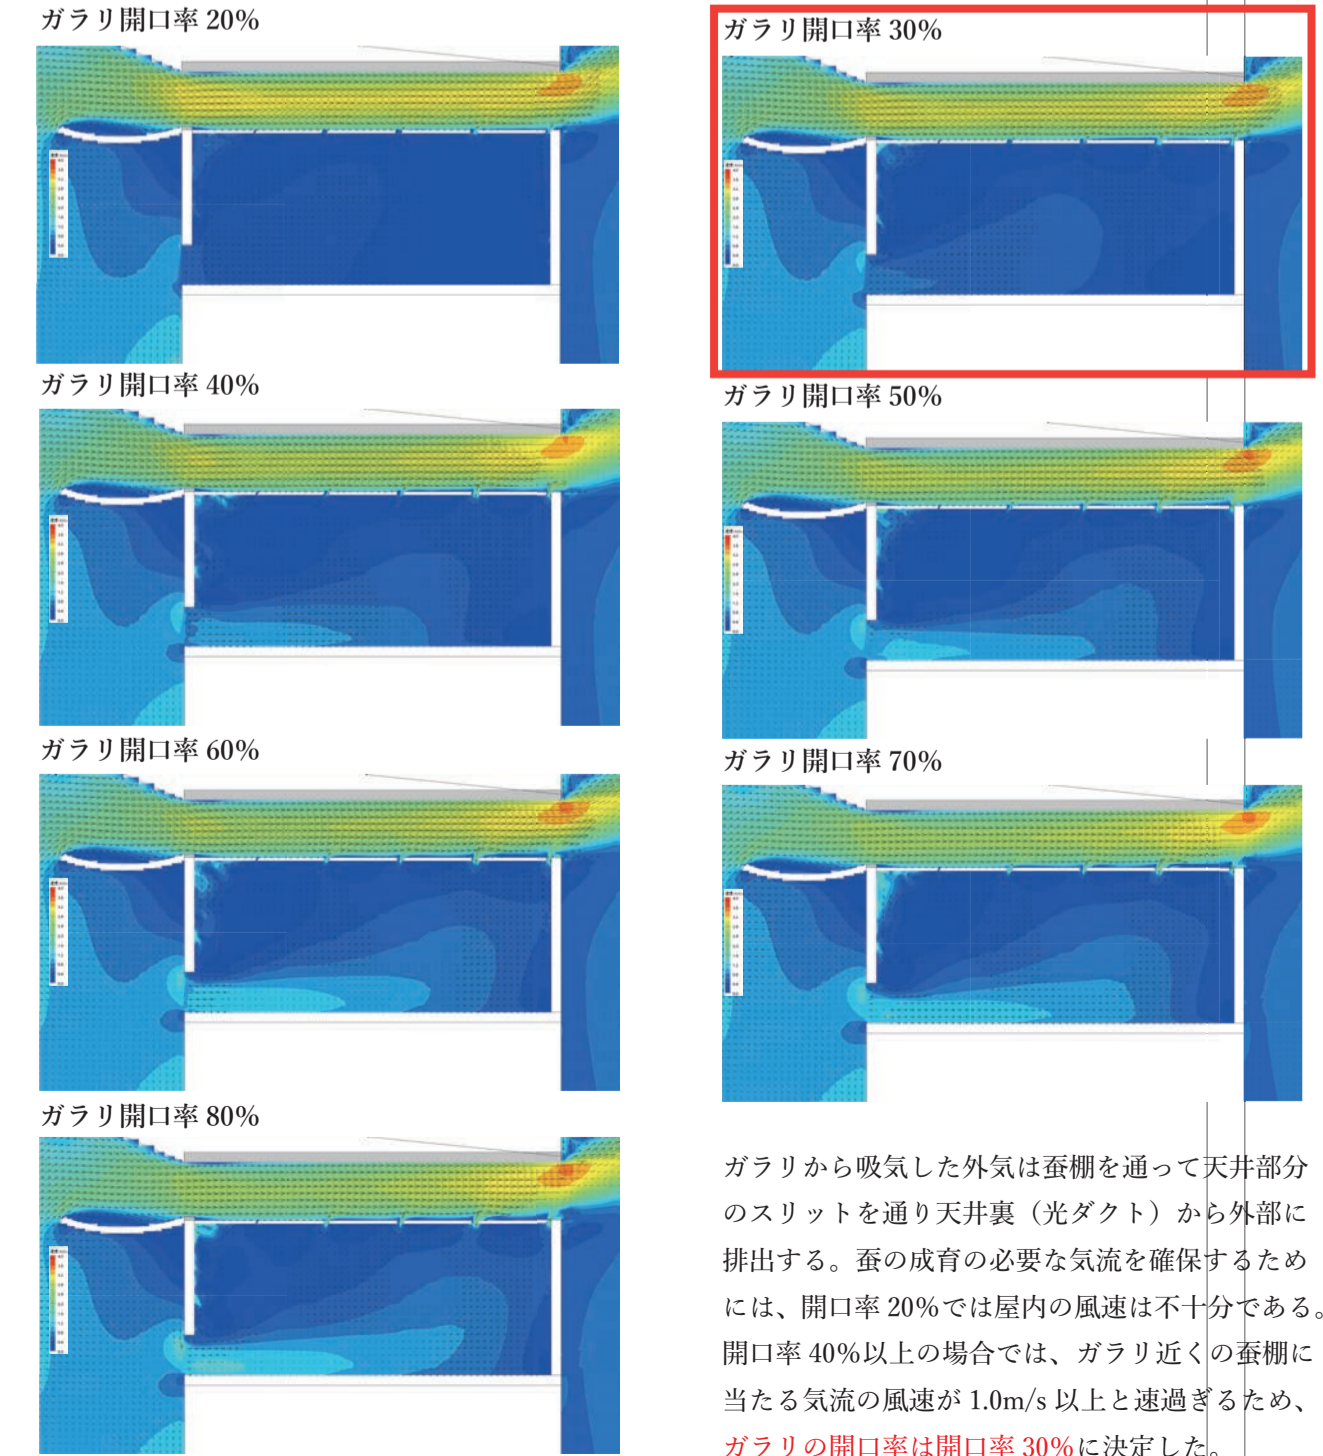 ガラリ開口率 20%
ガラリ開口率 30%
ガラリ開口率 40%
ガラリ開口率 50%
ガラリ開口率 60%
ガラリ開口率 70%
ガラリ開口率 80%
ガラリから吸気した外気は蚕棚を通って天井部分
のスリットを通り天井裏（光ダクト）から外部に
排出する。蚕の成育の必要な気流を確保するため
には、開口率 20%では屋内の風速は不十分である。
開口率 40%以上の場合では、ガラリ近くの蚕棚に
当たる気流の風速が 1.0m/s 以上と速過ぎるため、
ガラリの開口率は開口率 30%に決定した。